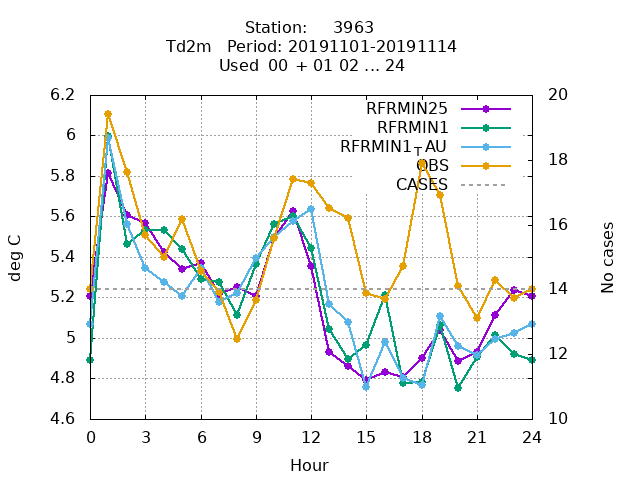 Station: 3963
Td2m Period: 20191101-20191114
Used 00 + 01 02 ... 24
RFRMIN25
RFRMIN1
RFRMIN1_TAU
OBS
CASES
6.2
6
5.8
5.6
5.4
5.2
5
4.8
4.6
20
18
16
14
12
10
deg C
No cases
0 3 6 9 12 15 18 21 24
Hour